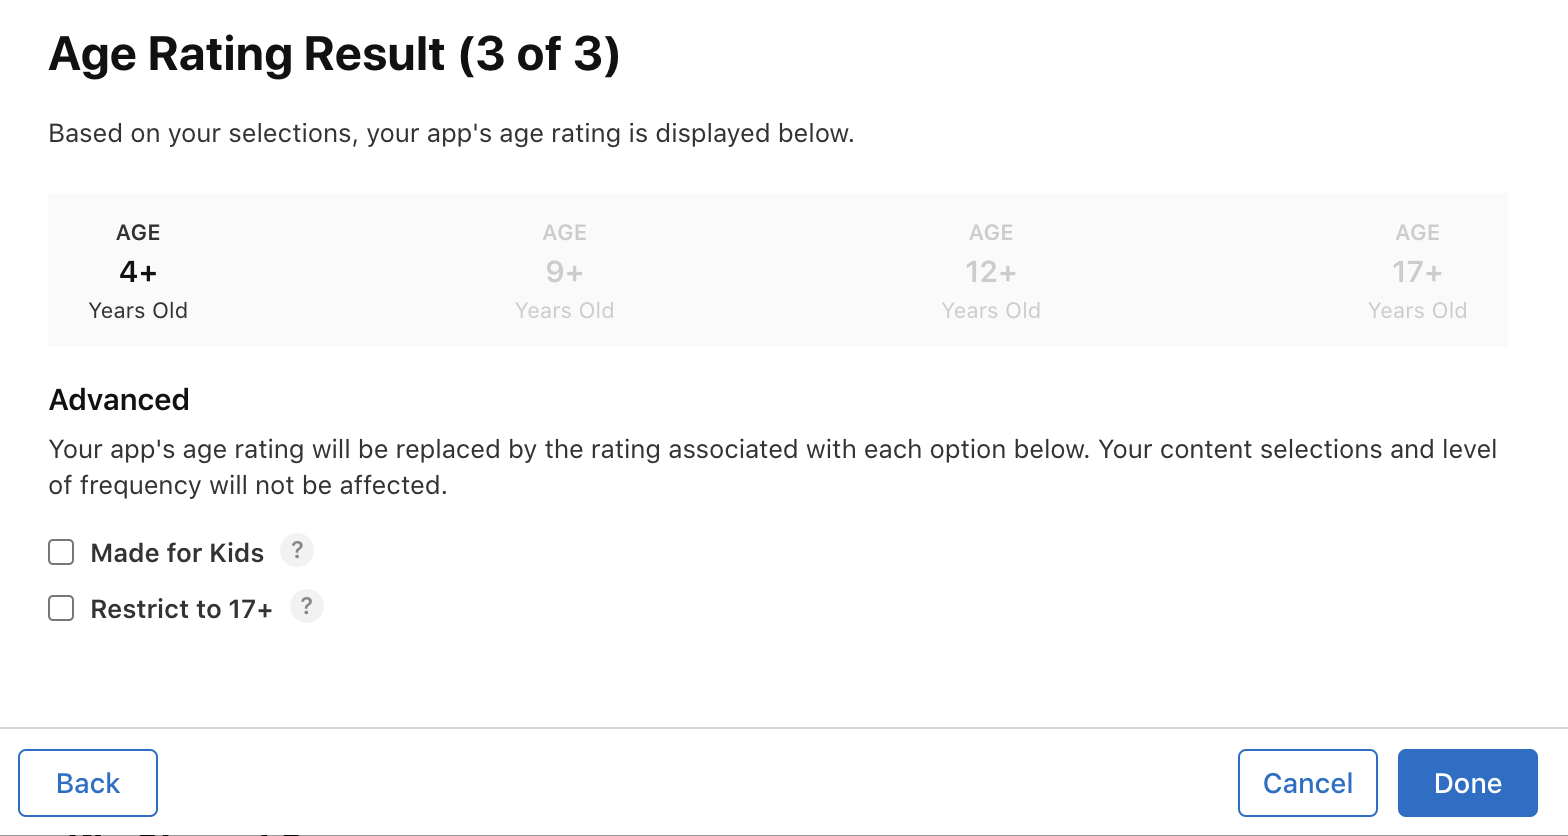 Age Rating Result (3 of 3)
Based on your selections, your app's age rating is displayed below.
AGE
4+
Years Old
AGE
9+
Years Old
AGE
12+
Years Old
AGE
17+
Years Old
Advanced
Your app's age rating will be replaced by the rating associated with each option below. Your content selections and level
of frequency will not be affected.
Made for Kids ?
Restrict to 17+ ?
Back
Cancel
Done